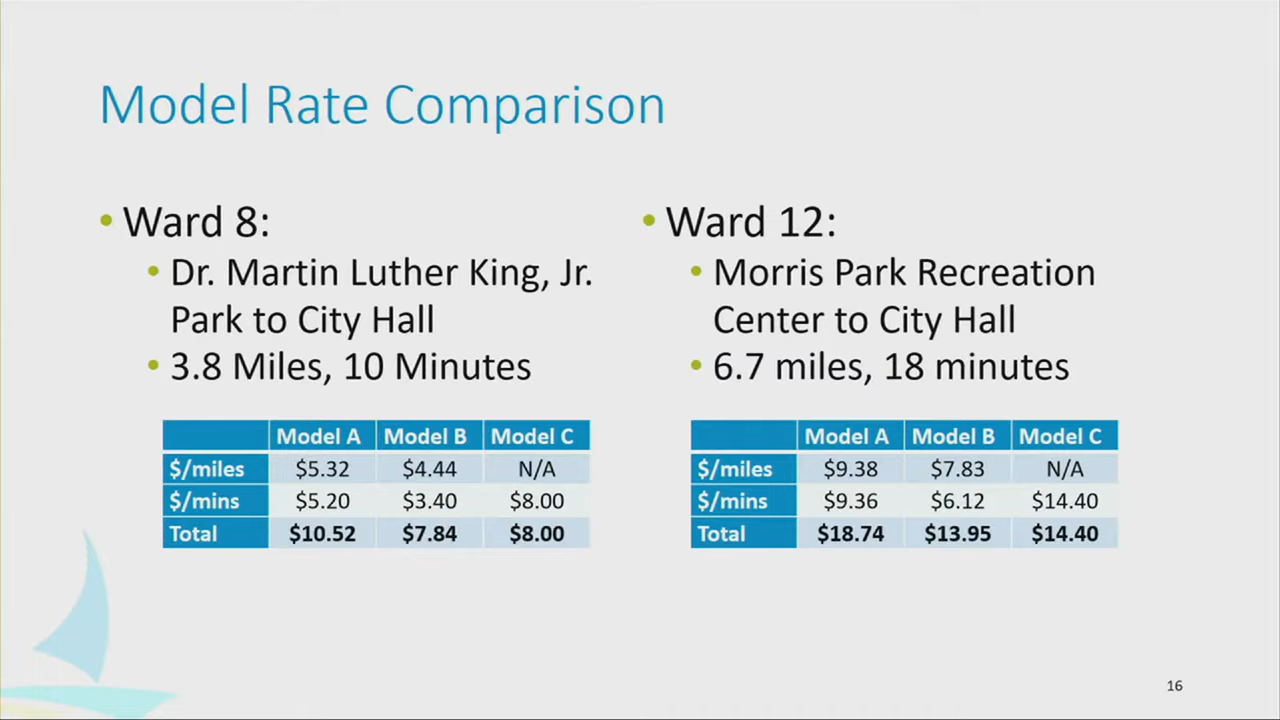 Model Rate Comparison
• Ward 8:
• Dr. Martin Luther King, Jr.
Park to City Hall
• 3.8 Miles, 10 Minutes
Model A Model B Model C
$/miles $5.32 $4.44 N/A
$/mins $5.20 $3.40 $8.00
Total $10.52 $7.84 $8.00
• Ward 12:
• Morris Park Recreation
Center to City Hall
• 6.7 miles, 18 minutes
Model A Model B Model C
$/miles $9.38 $7.83 N/A
$/mins $9.36 $6.12 $14.40
Total $18.74 $13.95 $14.40
16